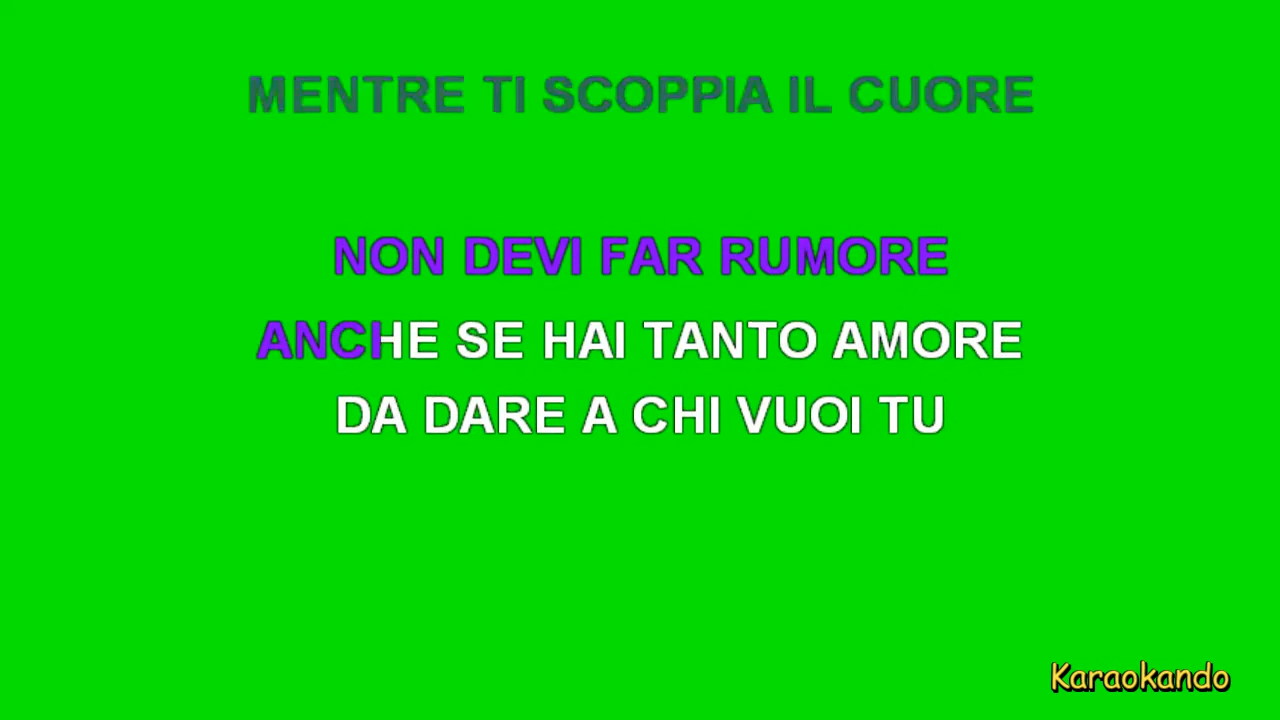 MENTRE TI SCOPPIA IL CUORE
NON DEVI FAR RUMORE
ANCHE SE HAI TANTO AMORE
DA DARE A CHI VUOI TU
Karaokando